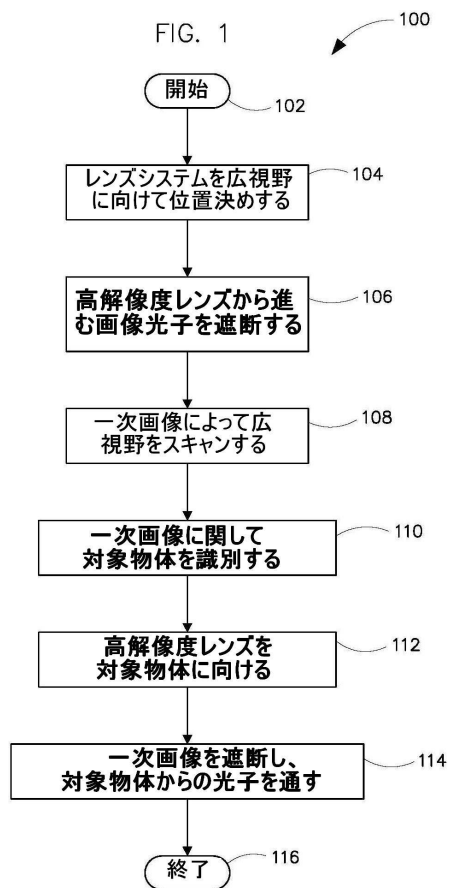 FIG. 1
100
開始
102
レンズシステムを広視野
に向けて位置決めする
104
高解像度レンズから進
む画像光子を遮断する
106
一次画像によって広
視野をスキャンする
108
一次画像に関して
対象物体を識別する
110
高解像度レンズを
対象物体に向ける
112
一次画像を遮断し、
対象物体からの光子を通す
114
終了
116